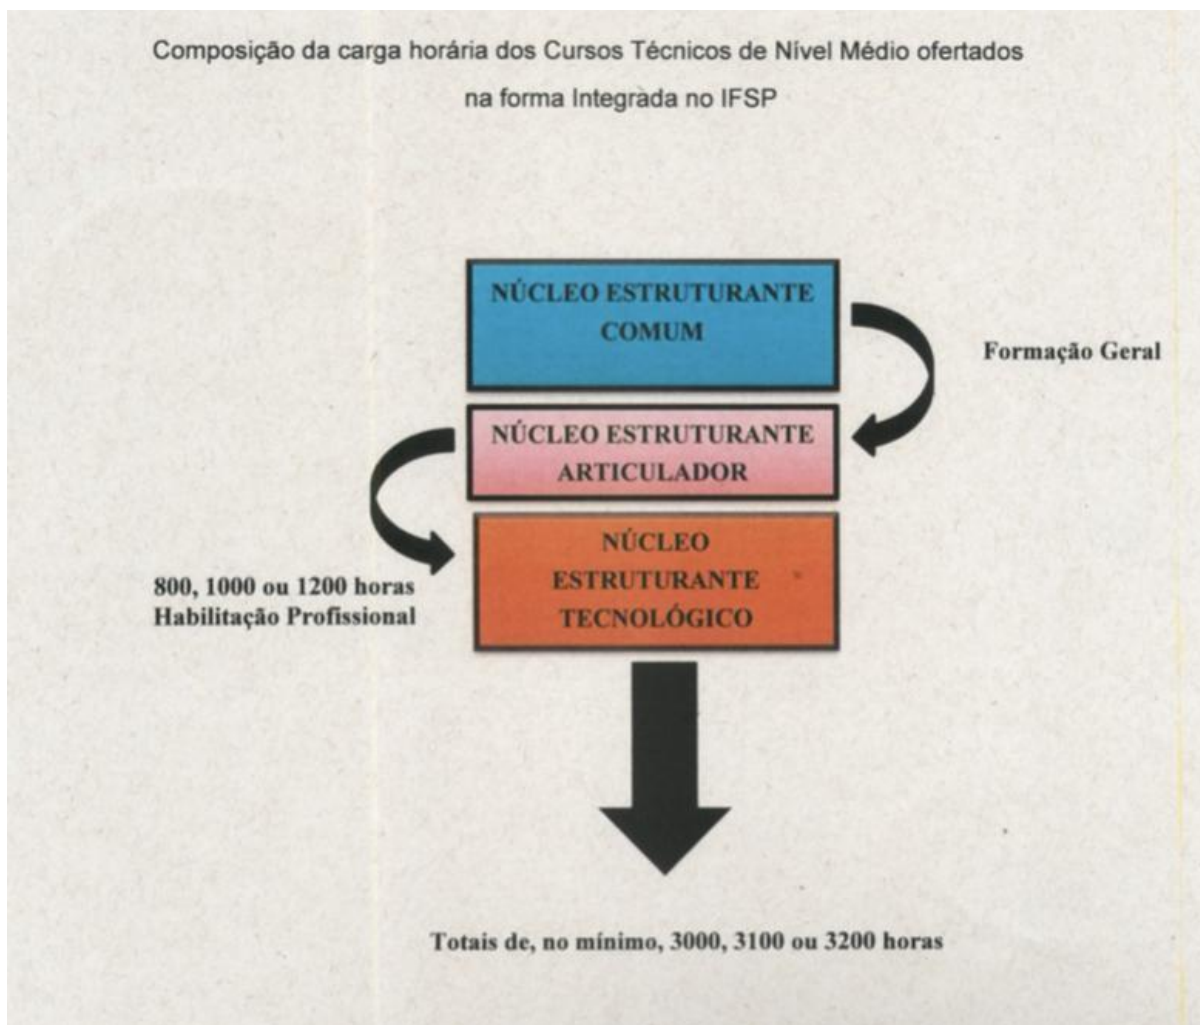 Composição da carga horária dos Cursos Técnicos de Nível Médio ofertados
na forma Integrada no IFSP
NÚCLEO ESTRUTURANTE
COMUM
Formação Geral
NÚCLEO ESTRUTURANTE
ARTICULADOR
NÚCLEO
ESTRUTURANTE
TECNOLÓGICO
800, 1000 ou 1200 horas
Habilitação Profissional
Totais de, no mínimo, 3000, 3100 ou 3200 horas